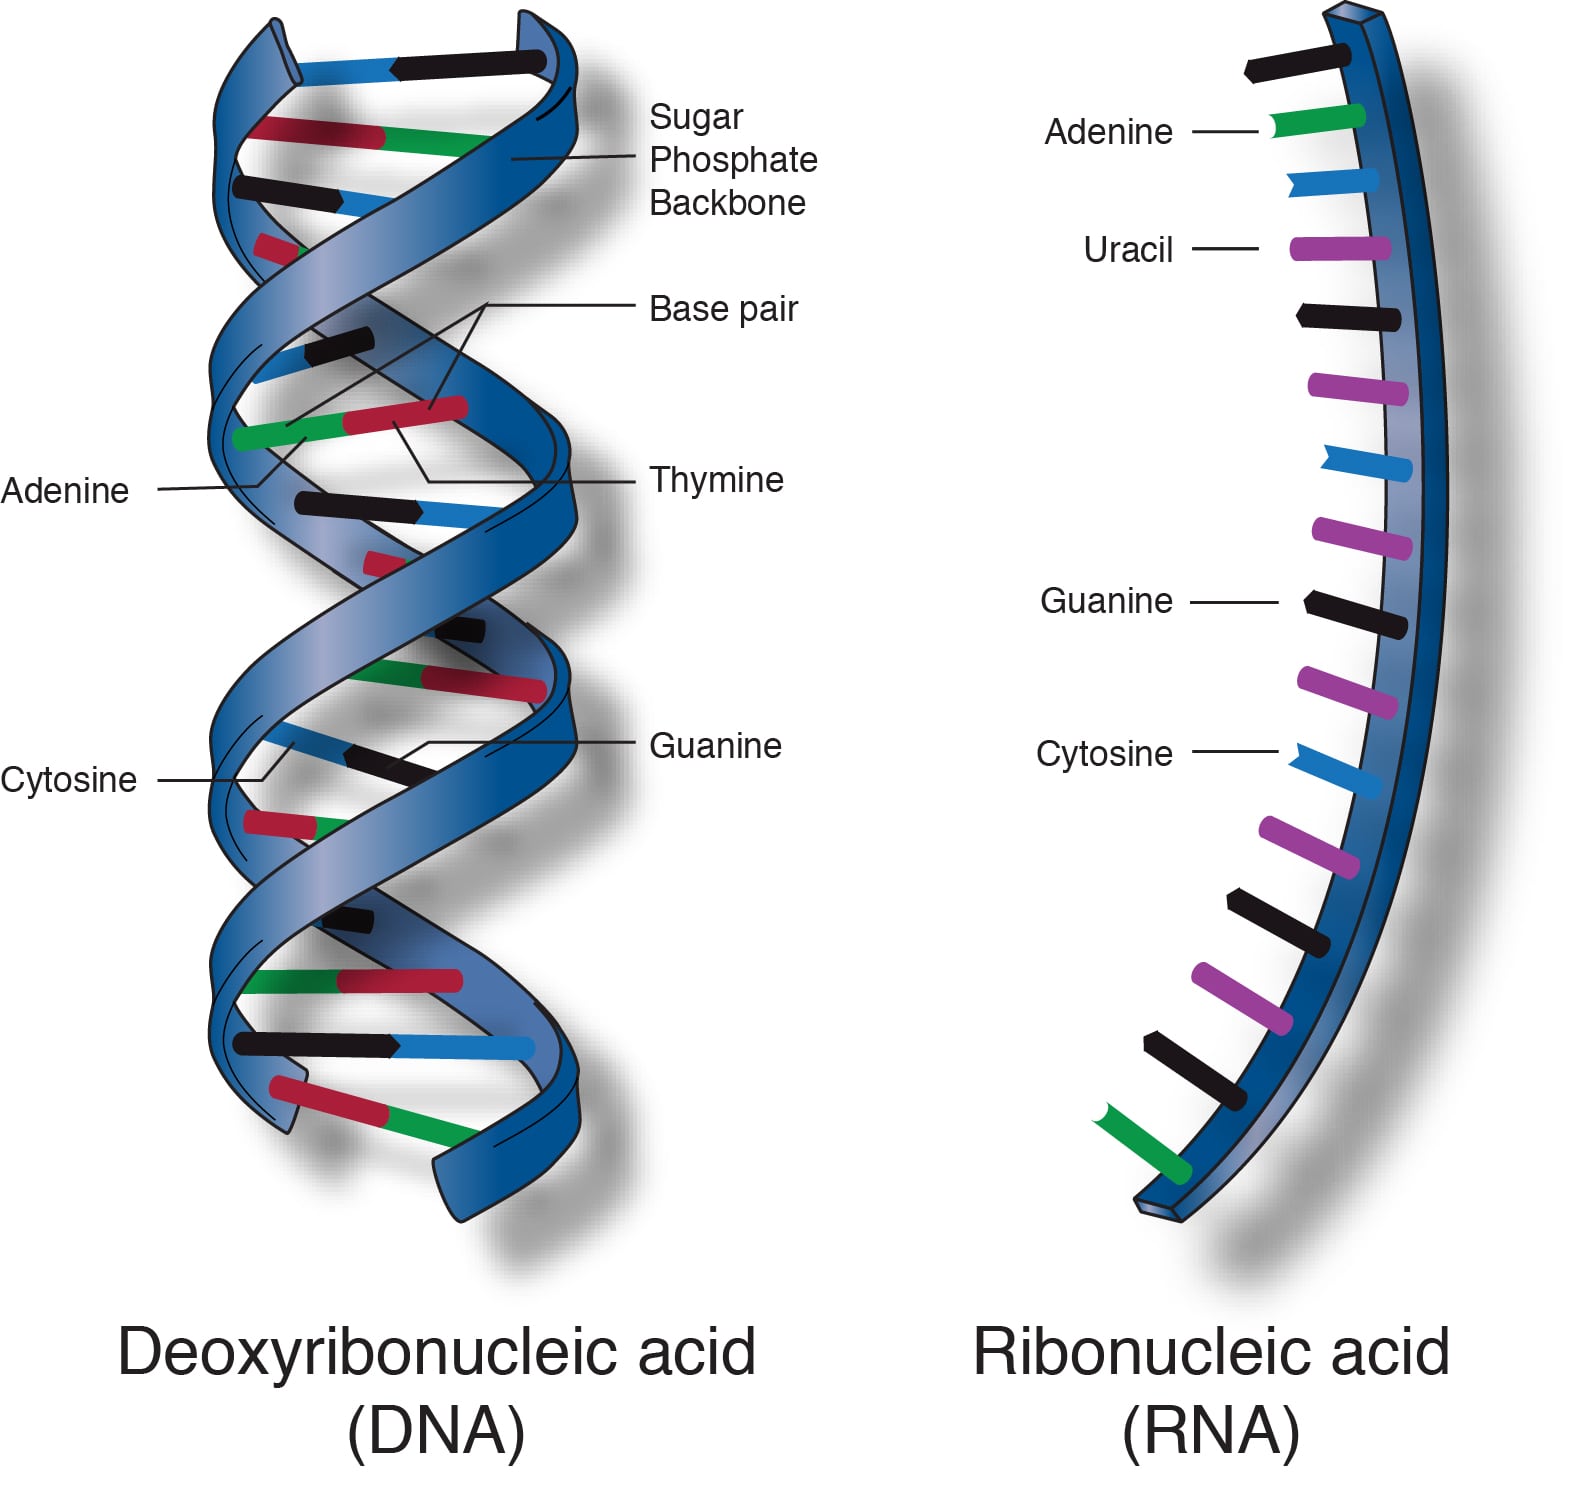 Sugar
Phosphate
Backbone
Base pair
Adenine
Thymine
Cytosine
Guanine
Deoxyribonucleic acid
(DNA)
Adenine
Uracil
Guanine
Cytosine
Ribonucleic acid
(RNA)